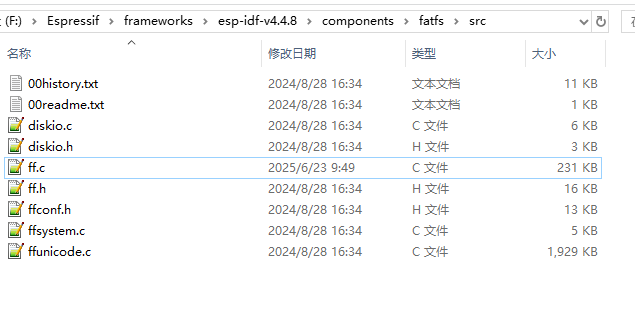 (F:) › Espressif › frameworks › esp-idf-v4.4.8 › components › fatfs › src
名称 修改日期 类型 大小
00history.txt 2024/8/28 16:34 文本文档 11 KB
00readme.txt 2024/8/28 16:34 文本文档 1 KB
diskio.c 2024/8/28 16:34 C 文件 6 KB
diskio.h 2024/8/28 16:34 H 文件 3 KB
ff.c 2025/6/23 9:49 C 文件 231 KB
ff.h 2024/8/28 16:34 H 文件 16 KB
ffconf.h 2024/8/28 16:34 H 文件 13 KB
ffsystem.c 2024/8/28 16:34 C 文件 5 KB
ffunicode.c 2024/8/28 16:34 C 文件 1,929 KB